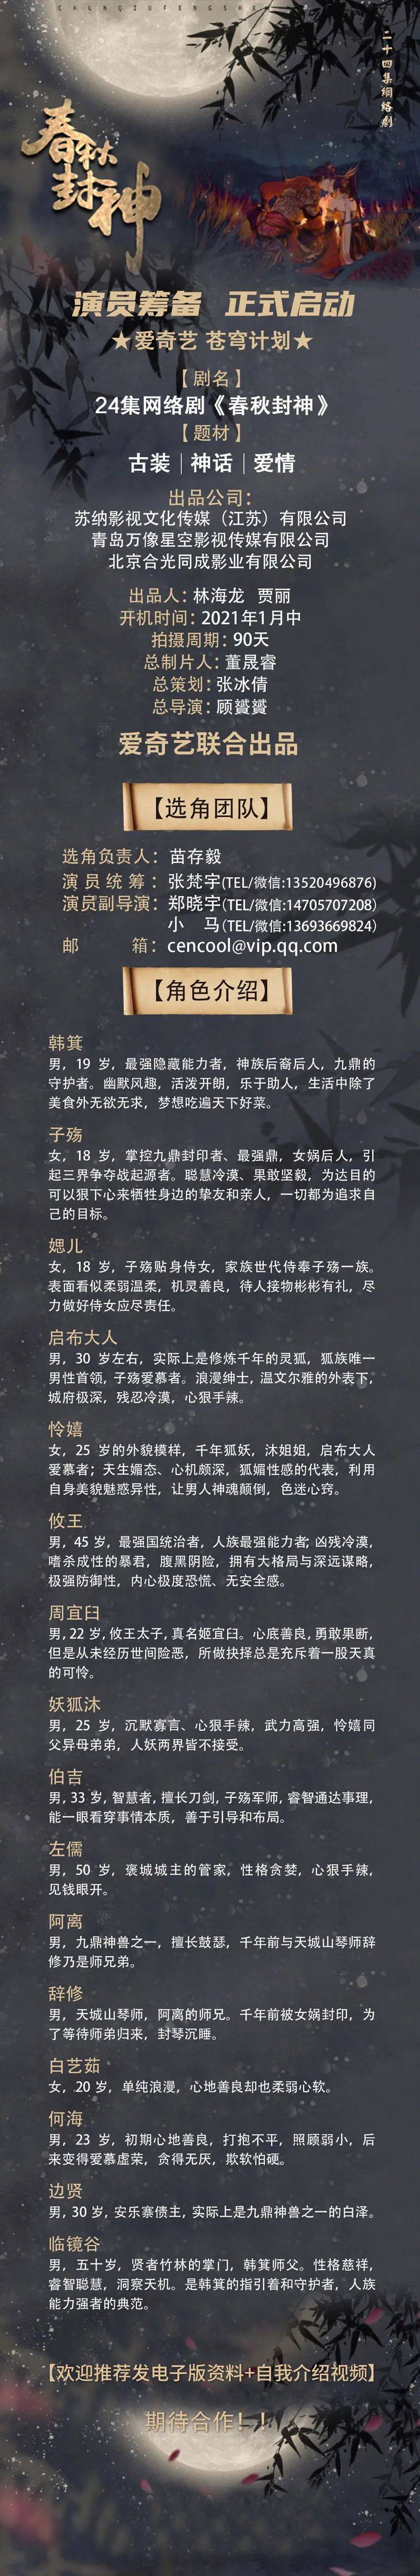 CHUNQIUFENGSHEN
二十四集網絡劇
春秋封神
演员筹备 正式启动
★爱奇艺 苍穹计划★
【剧名】
24集网络剧《春秋封神》
【题材】
古装｜神话｜爱情
出品公司：
苏纳影视文化传媒（江苏）有限公司
青岛万像星空影视传媒有限公司
北京合光同成影业有限公司
出品人：林海龙 贾丽
开机时间：2021年1月中
拍摄周期：90天
总制片人：董晟睿
总策划：张冰倩
总导演：顾贇贇
爱奇艺联合出品
【选角团队】
选角负责人：苗存毅
演员统筹：张梵宇(TEL/微信:13520496876)
演员副导演：郑晓宇(TEL/微信:14705707208)
小 马(TEL/微信:13693669824)
邮 箱：cencool@vip.qq.com
【角色介绍】
韩箕
男，19 岁，最强隐藏能力者，神族后裔后人，九鼎的
守护者。幽默风趣，活泼开朗，乐于助人，生活中除了
美食外无欲无求，梦想吃遍天下好菜。
子殇
女，18 岁，掌控九鼎封印者、最强鼎，女娲后人，引
起三界争夺战起源者。聪慧冷漠、果敢坚毅，为达目的
可以狠下心来牺牲身边的挚友和亲人，一切都为追求自
己的目标。
媤儿
女，18 岁，子殇贴身侍女，家族世代侍奉子殇一族。
表面看似柔弱温柔，机灵善良，待人接物彬彬有礼，尽
力做好侍女应尽责任。
启布大人
男，30 岁左右，实际上是修炼千年的灵狐，狐族唯一
男性首领，子殇爱慕者。浪漫绅士，温文尔雅的外表下，
城府极深，残忍冷漠，心狠手辣。
怜嬉
女，25 岁的外貌模样，千年狐妖，沐姐姐，启布大人
爱慕者；天生媚态、心机颇深，狐媚性感的代表，利用
自身美貌魅惑异性，让男人神魂颠倒，色迷心窍。
攸王
男，45 岁，最强国统治者，人族最强能力者；凶残冷漠，
嗜杀成性的暴君，腹黑阴险，拥有大格局与深远谋略，
极强防御性，内心极度恐慌、无安全感。
周宜臼
男，22 岁，攸王太子，真名姬宜臼。心底善良，勇敢果断，
但是从未经历世间险恶，所做抉择总是充斥着一股天真
的可怜。
妖狐沐
男，25 岁，沉默寡言、心狠手辣，武力高强，怜嬉同
父异母弟弟，人妖两界皆不接受。
伯吉
男，33 岁，智慧者，擅长刀剑，子殇军师，睿智通达事理，
能一眼看穿事情本质，善于引导和布局。
左儒
男，50 岁，褒城城主的管家，性格贪婪，心狠手辣，
见钱眼开。
阿离
男，九鼎神兽之一，擅长鼓瑟，千年前与天城山琴师辞
修乃是师兄弟。
辞修
男，天城山琴师，阿离的师兄。千年前被女娲封印，为
了等待师弟归来，封琴沉睡。
白艺茹
女，20 岁，单纯浪漫，心地善良却也柔弱心软。
何海
男，23 岁，初期心地善良，打抱不平，照顾弱小，后
来变得爱慕虚荣，贪得无厌，欺软怕硬。
边贤
男，30 岁，安乐寨债主，实际上是九鼎神兽之一的白泽。
临镜谷
男，五十岁，贤者竹林的掌门，韩箕师父。性格慈祥，
睿智聪慧，洞察天机。是韩箕的指引着和守护者，人族
能力强者的典范。
【欢迎推荐发电子版资料+自我介绍视频】
期待合作！！